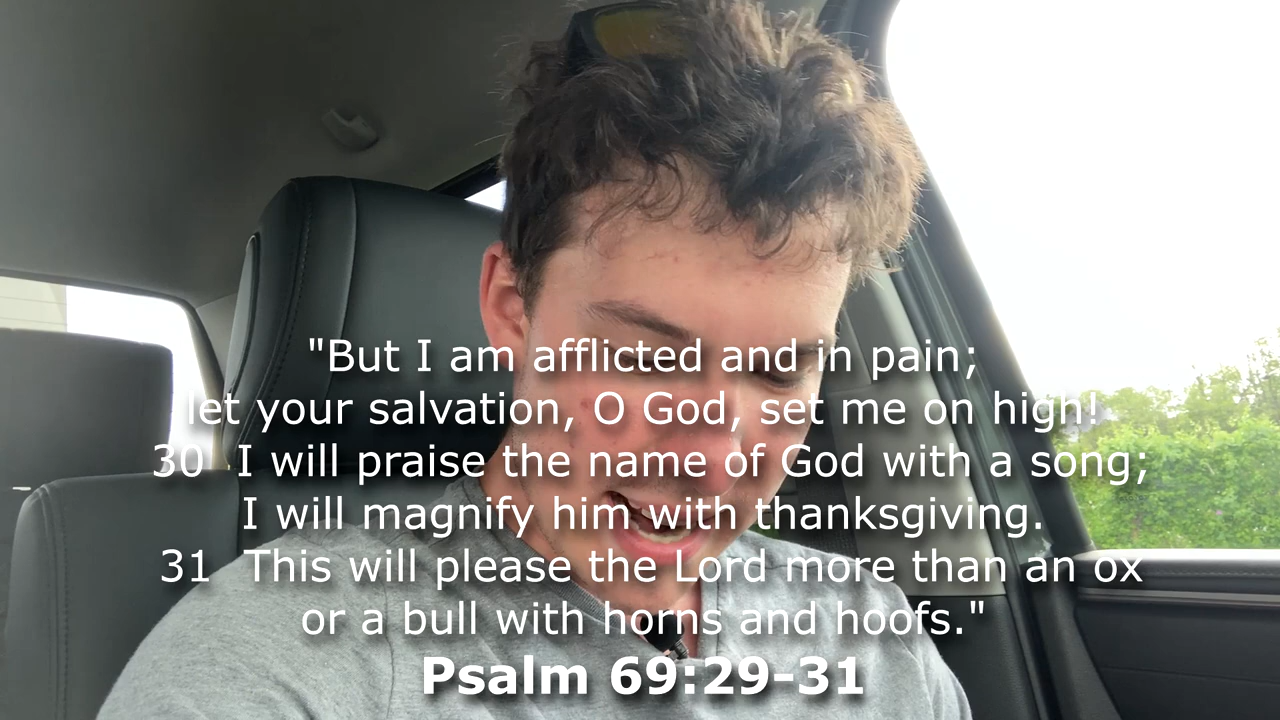 "But I am afflicted and in pain;
let your salvation, O God, set me on high!
30 I will praise the name of God with a song;
I will magnify him with thanksgiving.
31 This will please the Lord more than an ox
or a bull with horns and hoofs."
Psalm 69:29-31